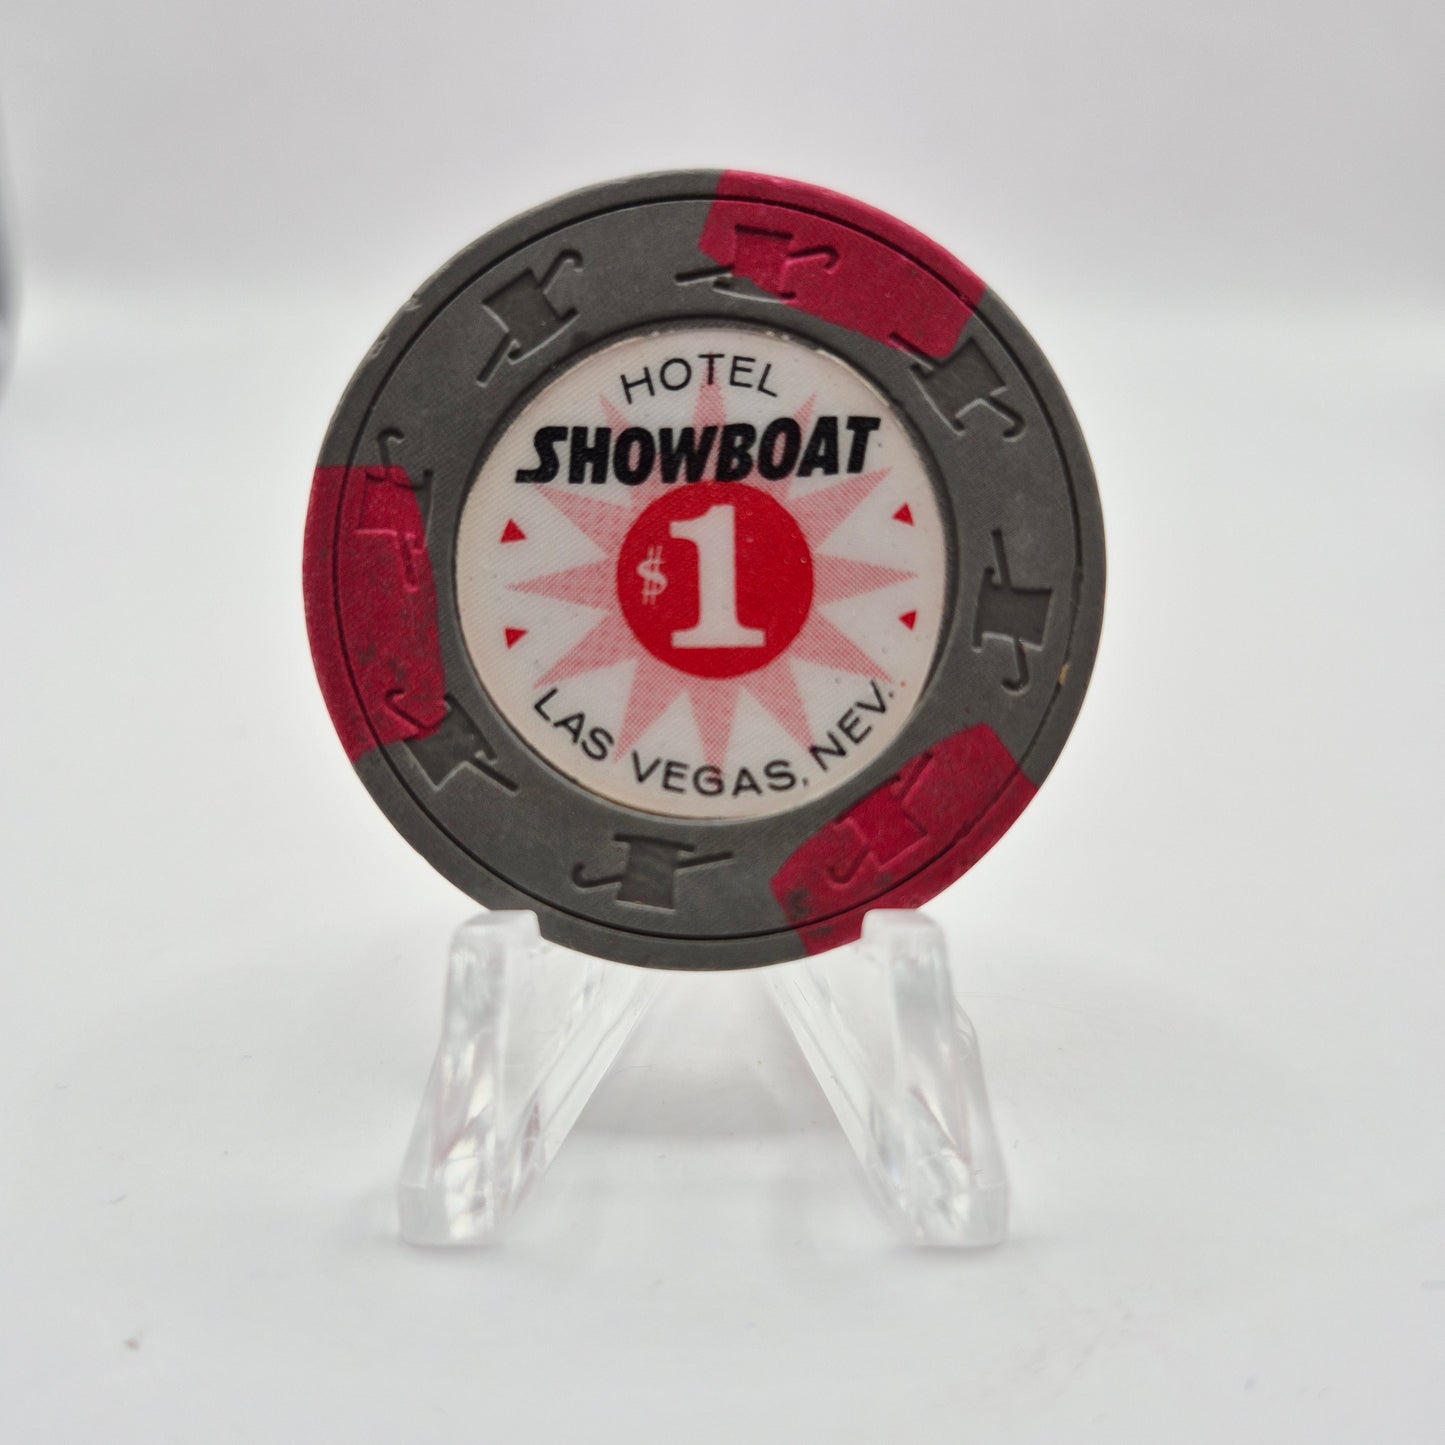 HOTEL
SHOWBOAT
$1
LAS VEGAS, NEV.